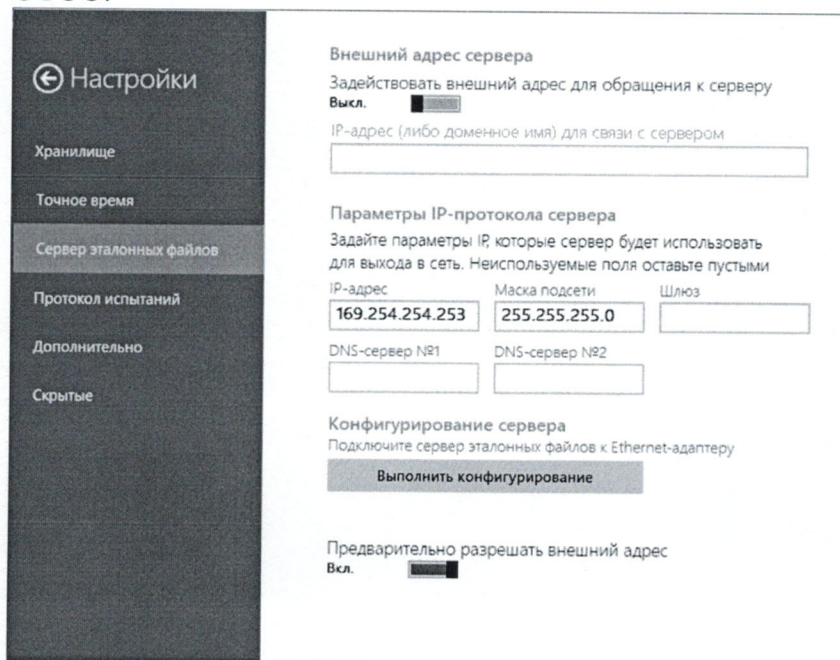 Настройки
Хранилище
Точное время
Сервер эталонных файлов
Протокол испытаний
Дополнительно
Скрытые
Внешний адрес сервера
Задействовать внешний адрес для обращения к серверу
Выкл.
IP-адрес (либо доменное имя) для связи с сервером
Параметры IP-протокола сервера
Задайте параметры IP, которые сервер будет использовать
для выхода в сеть. Неиспользуемые поля оставьте пустыми
IP-адрес Маска подсети Шлюз
169.254.254.253 255.255.255.0
DNS-сервер №1 DNS-сервер №2
Конфигурирование сервера
Подключите сервер эталонных файлов к Ethernet-адаптеру
Выполнить конфигурирование
Предварительно разрешать внешний адрес
Вкл.